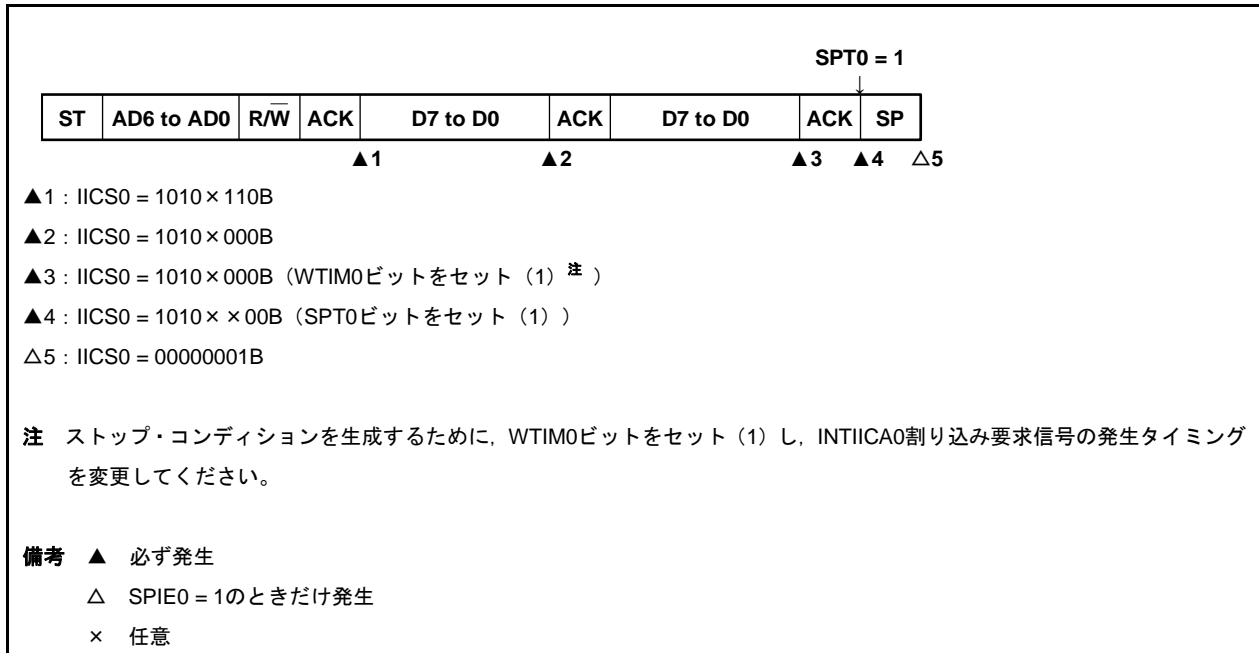 SPT0 = 1
↓
ST AD6 to AD0 R/W̅ ACK D7 to D0 ACK D7 to D0 ACK SP
▲1 ▲2 ▲3 ▲4 △5
▲1：IICS0 = 1010×110B
▲2：IICS0 = 1010×000B
▲3：IICS0 = 1010×000B（WTIM0ビットをセット（1）注）
▲4：IICS0 = 1010××00B（SPT0ビットをセット（1））
△5：IICS0 = 00000001B
注 ストップ・コンディションを生成するために，WTIM0ビットをセット（1）し，INTIICA0割り込み要求信号の発生タイミング
を変更してください。
備考 ▲ 必ず発生
△ SPIE0 = 1のときだけ発生
× 任意